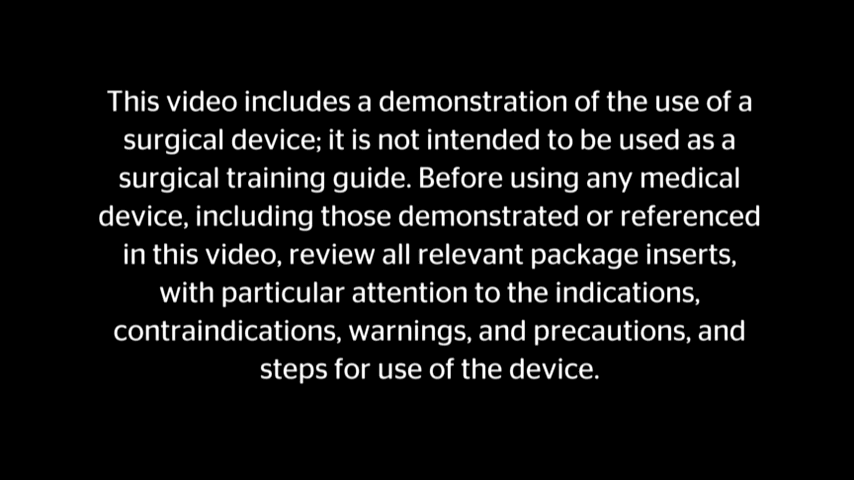 This video includes a demonstration of the use of a
surgical device; it is not intended to be used as a
surgical training guide. Before using any medical
device, including those demonstrated or referenced
in this video, review all relevant package inserts,
with particular attention to the indications,
contraindications, warnings, and precautions, and
steps for use of the device.